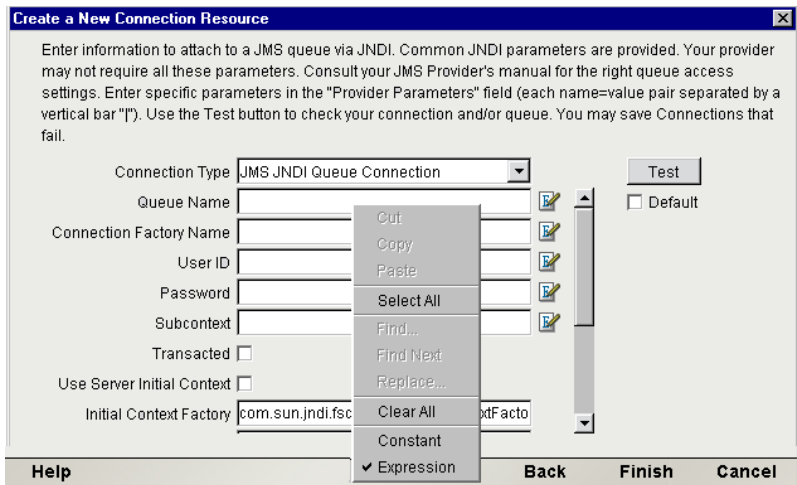 Create a New Connection Resource
Enter information to attach to a JMS queue via JNDI. Common JNDI parameters are provided. Your provider
may not require all these parameters. Consult your JMS Provider's manual for the right queue access
settings. Enter specific parameters in the "Provider Parameters" field (each name=value pair separated by a
vertical bar "|"). Use the Test button to check your connection and/or queue. You may save Connections that
fail.
Connection Type JMS JNDI Queue Connection Test
Queue Name Default
Cut
Connection Factory Name
Copy
User ID
Paste
Password
Select All
Subcontext
Find...
Transacted
Find Next
Use Server Initial Context
Replace...
Initial Context Factory com.sun.jndi.fsc xtFacto
Clear All
Constant
Expression
Help Back Finish Cancel